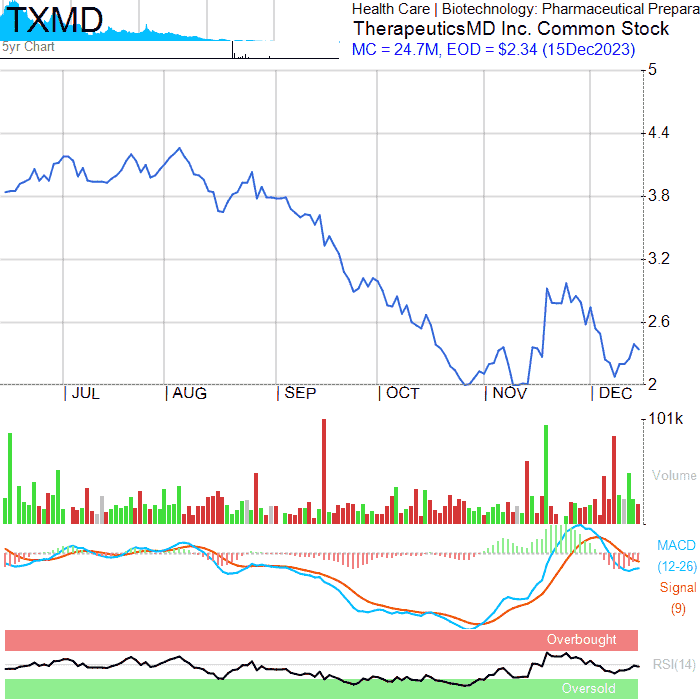 TXMD
5yr Chart
Health Care | Biotechnology: Pharmaceutical Prepara
TherapeuticsMD Inc. Common Stock
MC = 24.7M, EOD = $2.34 (15Dec2023)
5
4.4
3.8
3.2
2.6
2
JUL AUG SEP OCT NOV DEC
101k
Volume
MACD
(12-26)
Signal
(9)
Overbought
RSI(14)
Oversold